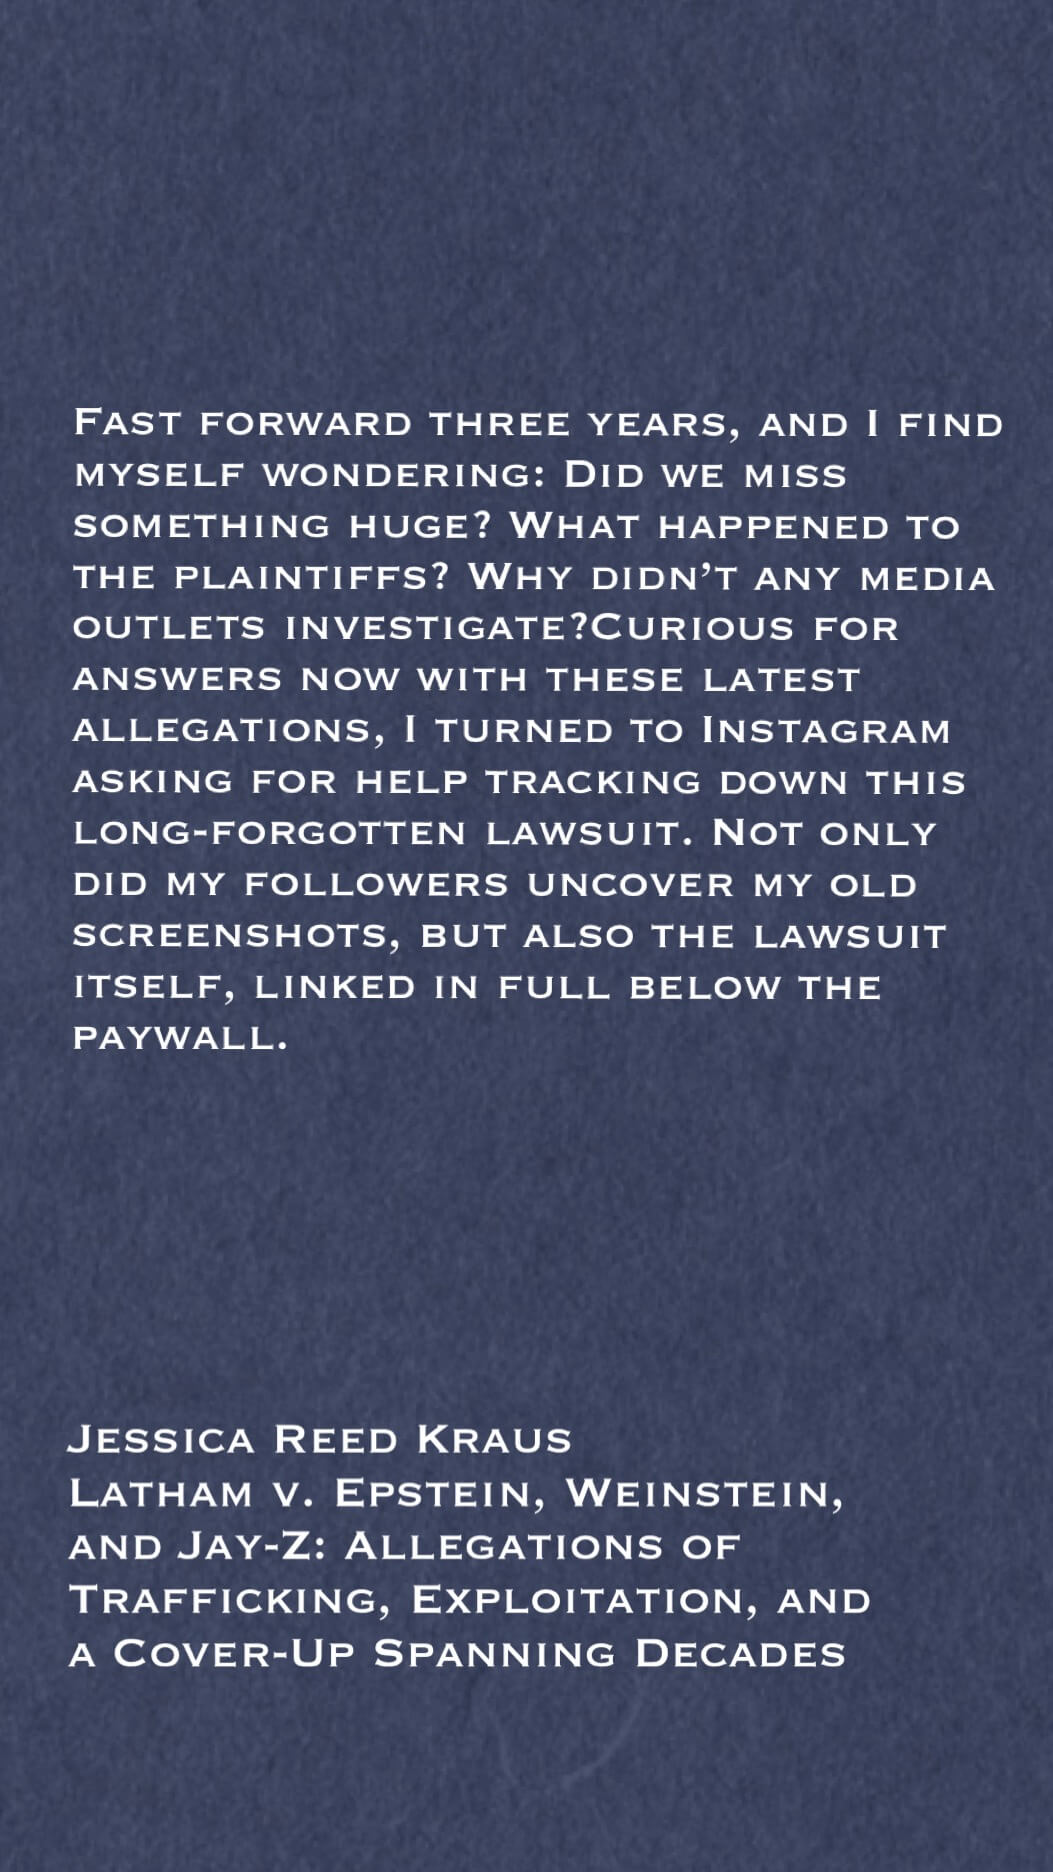 Fast forward three years, and I find
myself wondering: Did we miss
something huge? What happened to
the plaintiffs? Why didn’t any media
outlets investigate?Curious for
answers now with these latest
allegations, I turned to Instagram
asking for help tracking down this
long-forgotten lawsuit. Not only
did my followers uncover my old
screenshots, but also the lawsuit
itself, linked in full below the
paywall.
Jessica Reed Kraus
Latham v. Epstein, Weinstein,
and Jay-Z: Allegations of
Trafficking, Exploitation, and
a Cover-Up Spanning Decades